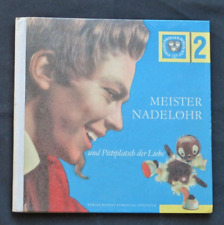 2
MEISTER
NADELOHR
und Pittiplatsch der Liebe